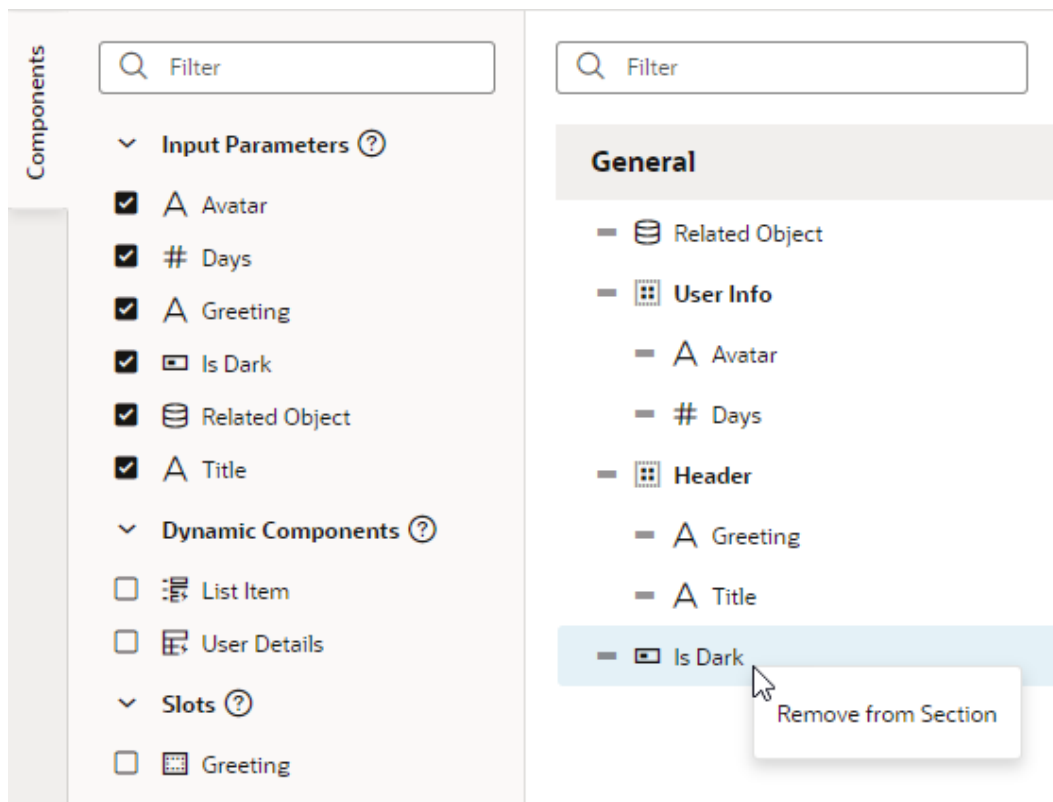 Components
Filter
Input Parameters
Avatar
Days
Greeting
Is Dark
Related Object
Title
Dynamic Components
List Item
User Details
Slots
Greeting
Filter
General
Related Object
User Info
Avatar
Days
Header
Greeting
Title
Is Dark
Remove from Section